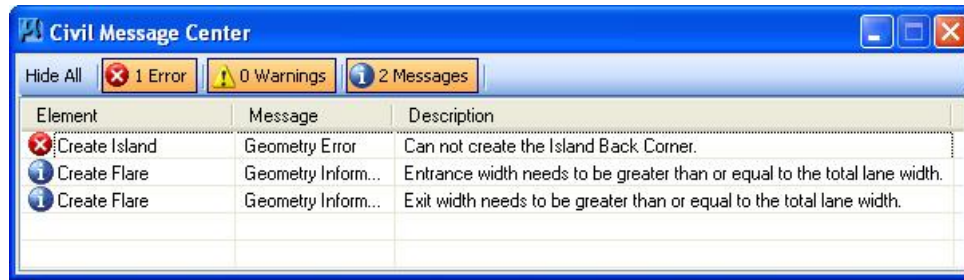 Civil Message Center
Hide All 1 Error 0 Warnings 2 Messages
Element Message Description
Create Island Geometry Error Can not create the Island Back Corner.
Create Flare Geometry Inform... Entrance width needs to be greater than or equal to the total lane width.
Create Flare Geometry Inform... Exit width needs to be greater than or equal to the total lane width.